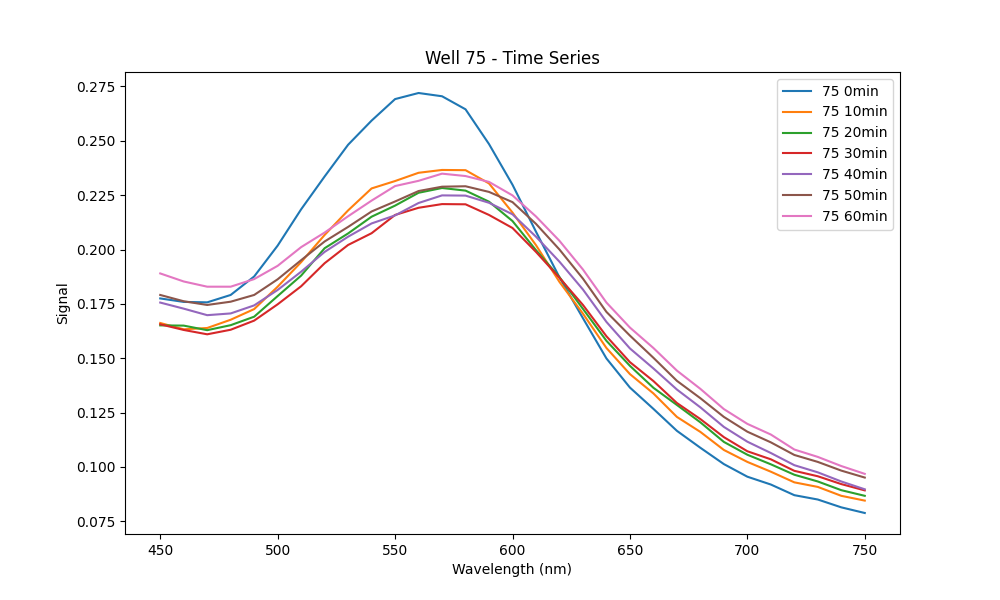 Well 75 - Time Series
Signal
0.275
0.250
0.225
0.200
0.175
0.150
0.125
0.100
0.075
75 0min
75 10min
75 20min
75 30min
75 40min
75 50min
75 60min
450 500 550 600 650 700 750
Wavelength (nm)